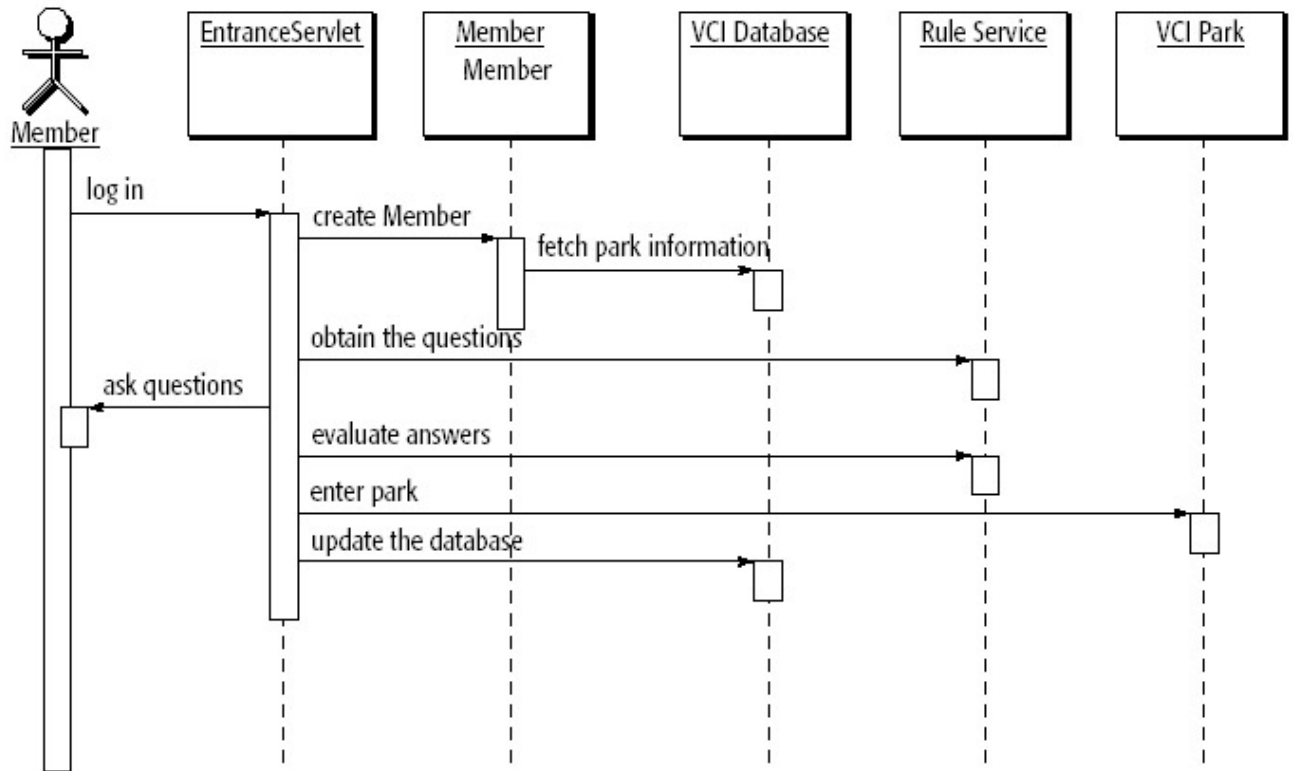 EntranceServlet
Member
Member
VCI Database
Rule Service
VCI Park
Member
log in
create Member
fetch park information
obtain the questions
ask questions
evaluate answers
enter park
update the database